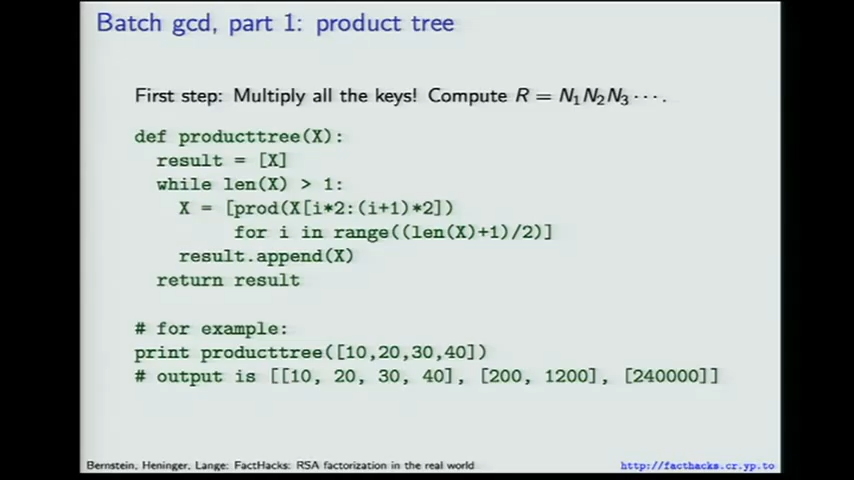 Batch gcd, part 1: product tree
First step: Multiply all the keys! Compute R = N₁N₂N₃ ··· .
def producttree(X):
  result = [X]
  while len(X) > 1:
    X = [prod(X[i*2:(i+1)*2])
         for i in range((len(X)+1)/2)]
    result.append(X)
  return result
# for example:
print producttree([10,20,30,40])
# output is [[10, 20, 30, 40], [200, 1200], [240000]]
Bernstein, Heninger, Lange: FactHacks: RSA factorization in the real world
http://facthacks.cr.yp.to